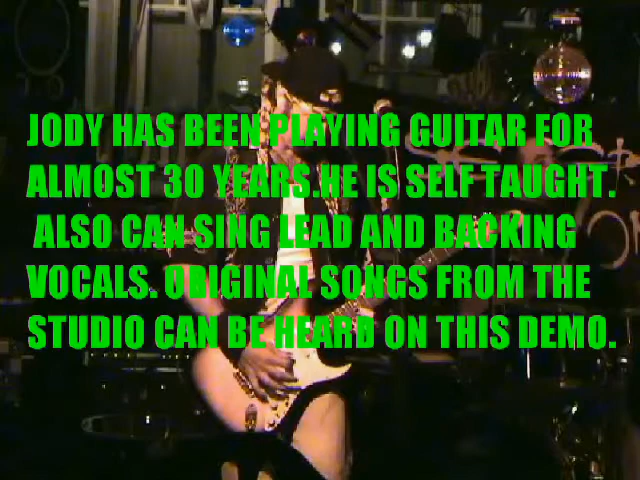 JODY HAS BEEN PLAYING GUITAR FOR
ALMOST 30 YEARS.HE IS SELF TAUGHT.
ALSO CAN SING LEAD AND BACKING
VOCALS. ORIGINAL SONGS FROM THE
STUDIO CAN BE HEARD ON THIS DEMO.